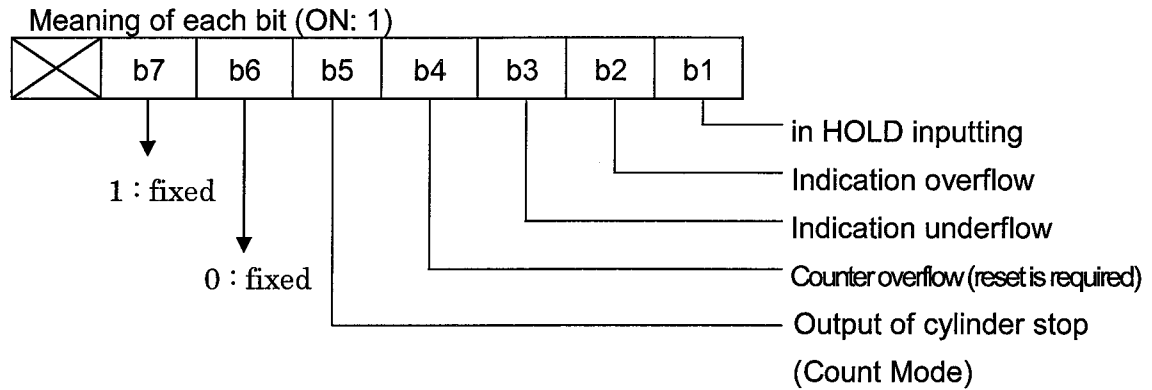 Meaning of each bit (ON: 1)
b7 b6 b5 b4 b3 b2 b1
in HOLD inputting
1 : fixed
Indication overflow
Indication underflow
0 : fixed
Counter overflow (reset is required)
Output of cylinder stop
(Count Mode)